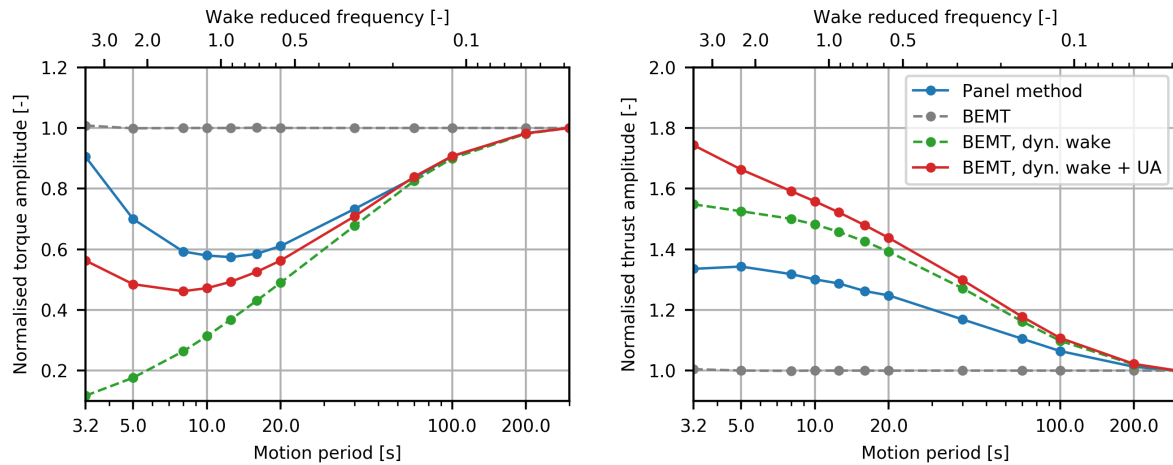 Wake reduced frequency [-]
3.0 2.0 1.0 0.5 0.1
1.2
1.0
0.8
0.6
0.4
0.2
Normalised torque amplitude [-]
3.2 5.0 10.0 20.0 100.0 200.0
Motion period [s]
Wake reduced frequency [-]
3.0 2.0 1.0 0.5 0.1
2.0
1.8
1.6
1.4
1.2
1.0
Normalised thrust amplitude [-]
Panel method
BEMT
BEMT, dyn. wake
BEMT, dyn. wake + UA
3.2 5.0 10.0 20.0 100.0 200.0
Motion period [s]